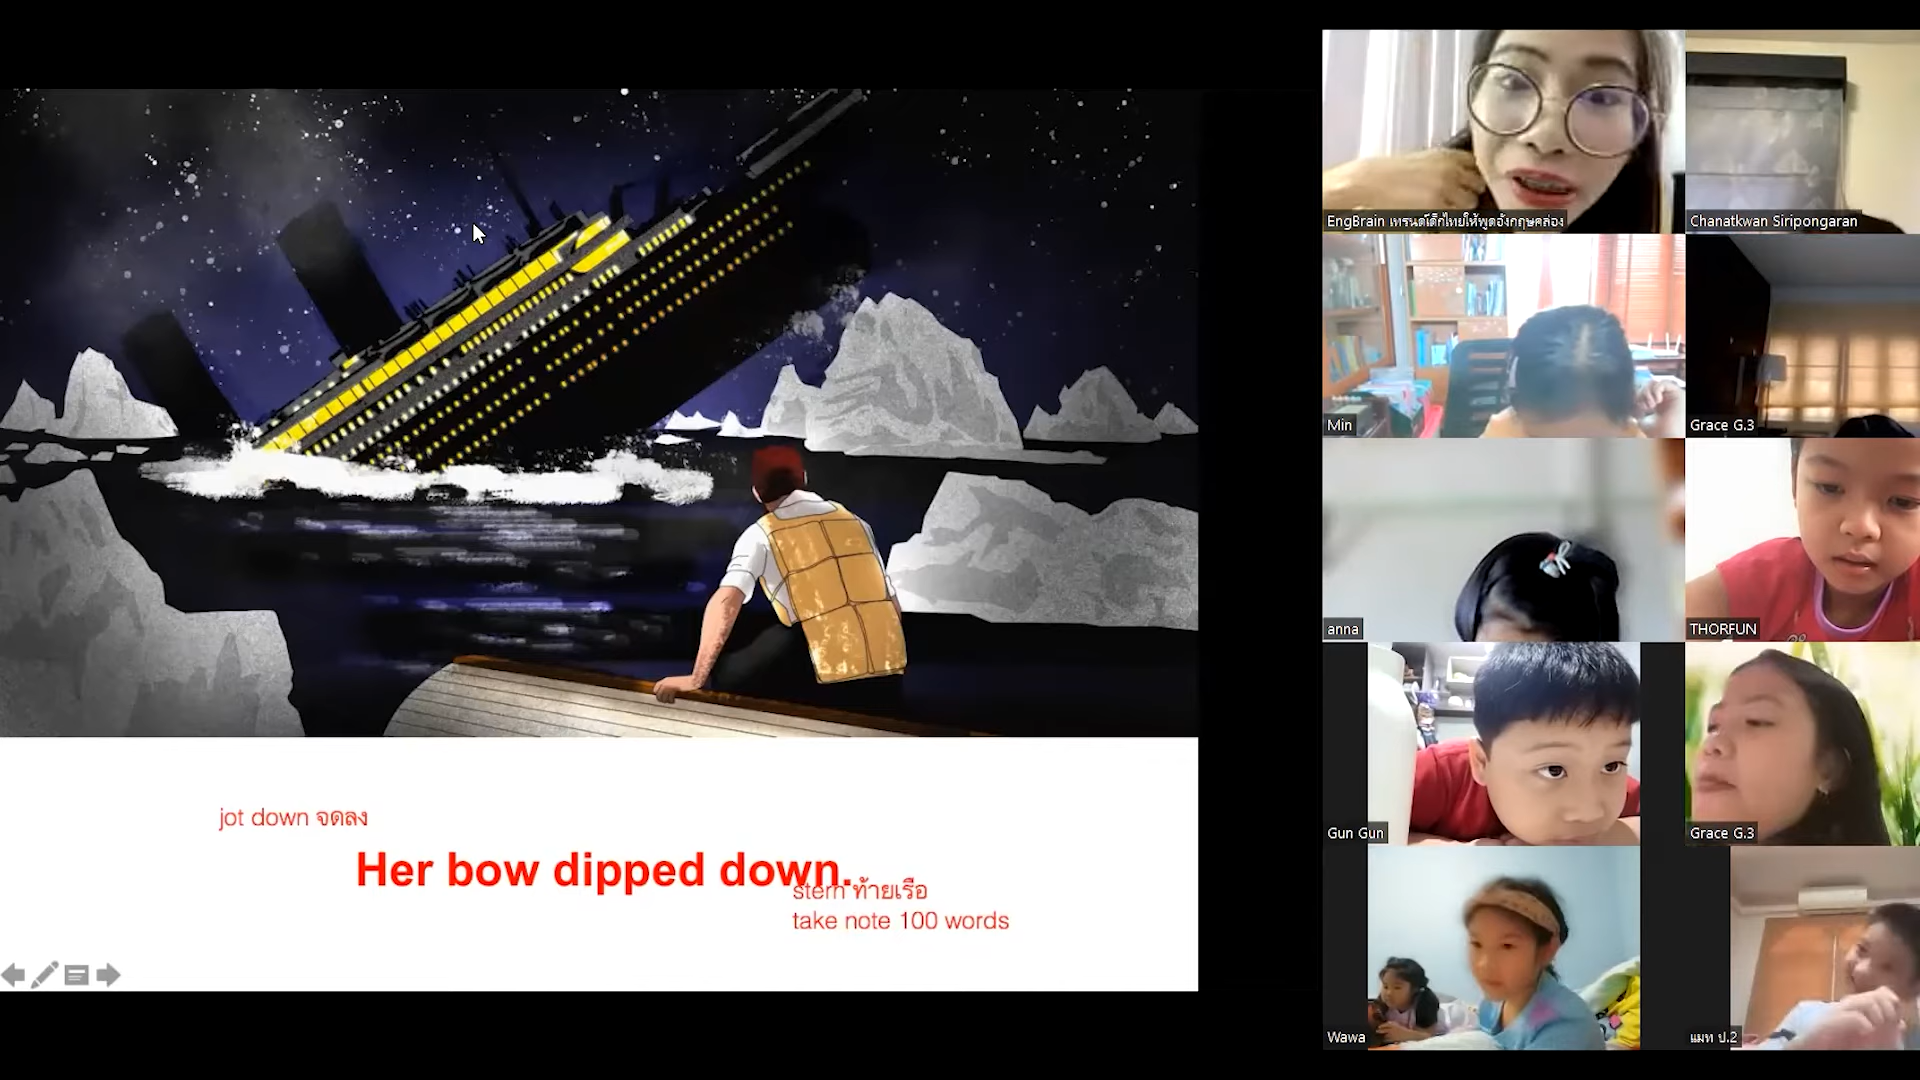 jot down จดลง
Her bow dipped down.
stern ท้ายเรือ
take note 100 words
EngBrain เทรนด์เด็กไทยให้พูดอังกฤษคล่อง
Chanatkwan Siripongaran
Min
Grace G.3
anna
THORFUN
Gun Gun
Grace G.3
Wawa
แมท ป.2